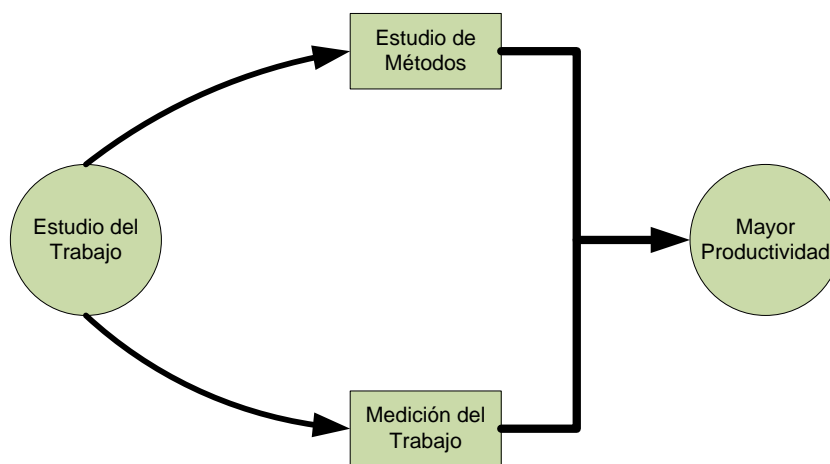 Estudio de
Métodos
Estudio del
Trabajo
Mayor
Productividad
Medición del
Trabajo